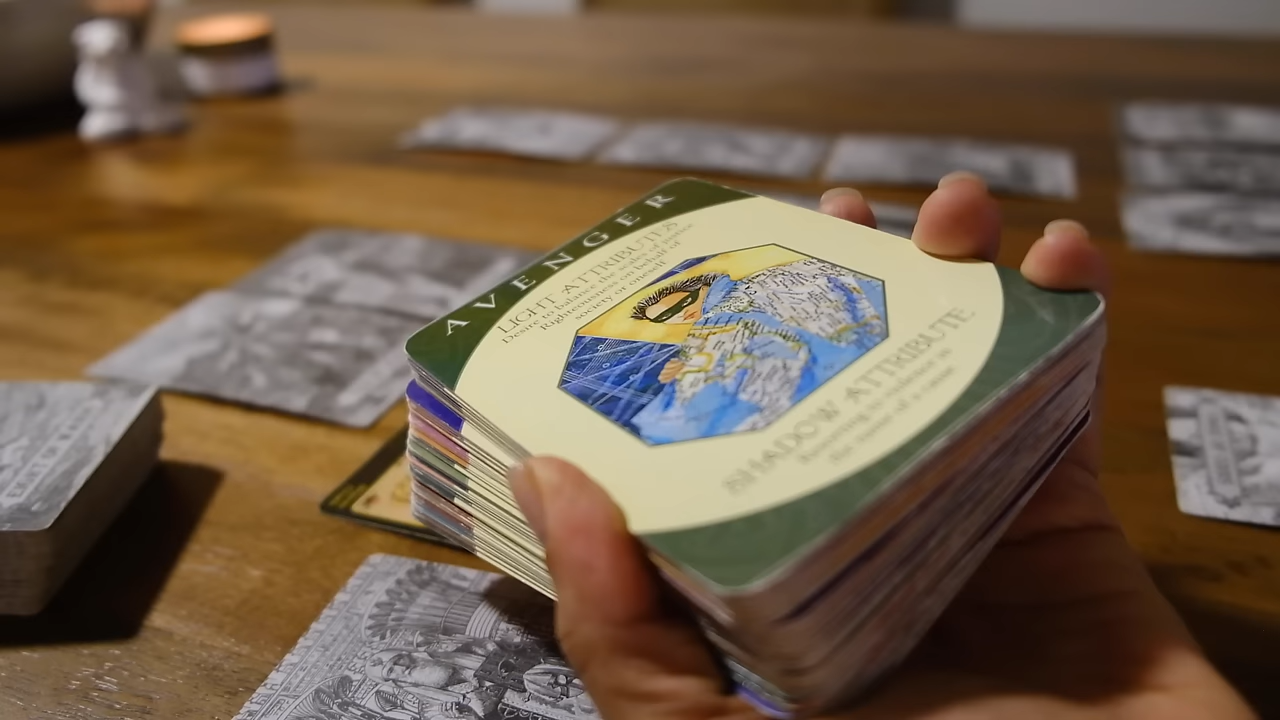 AVENGER
LIGHT ATTRIBUTES
Desire to balance the scales of justice
Righteousness on behalf of
society or oneself
SHADOW ATTRIBUTE
Resorting to violence in
the name of a cause